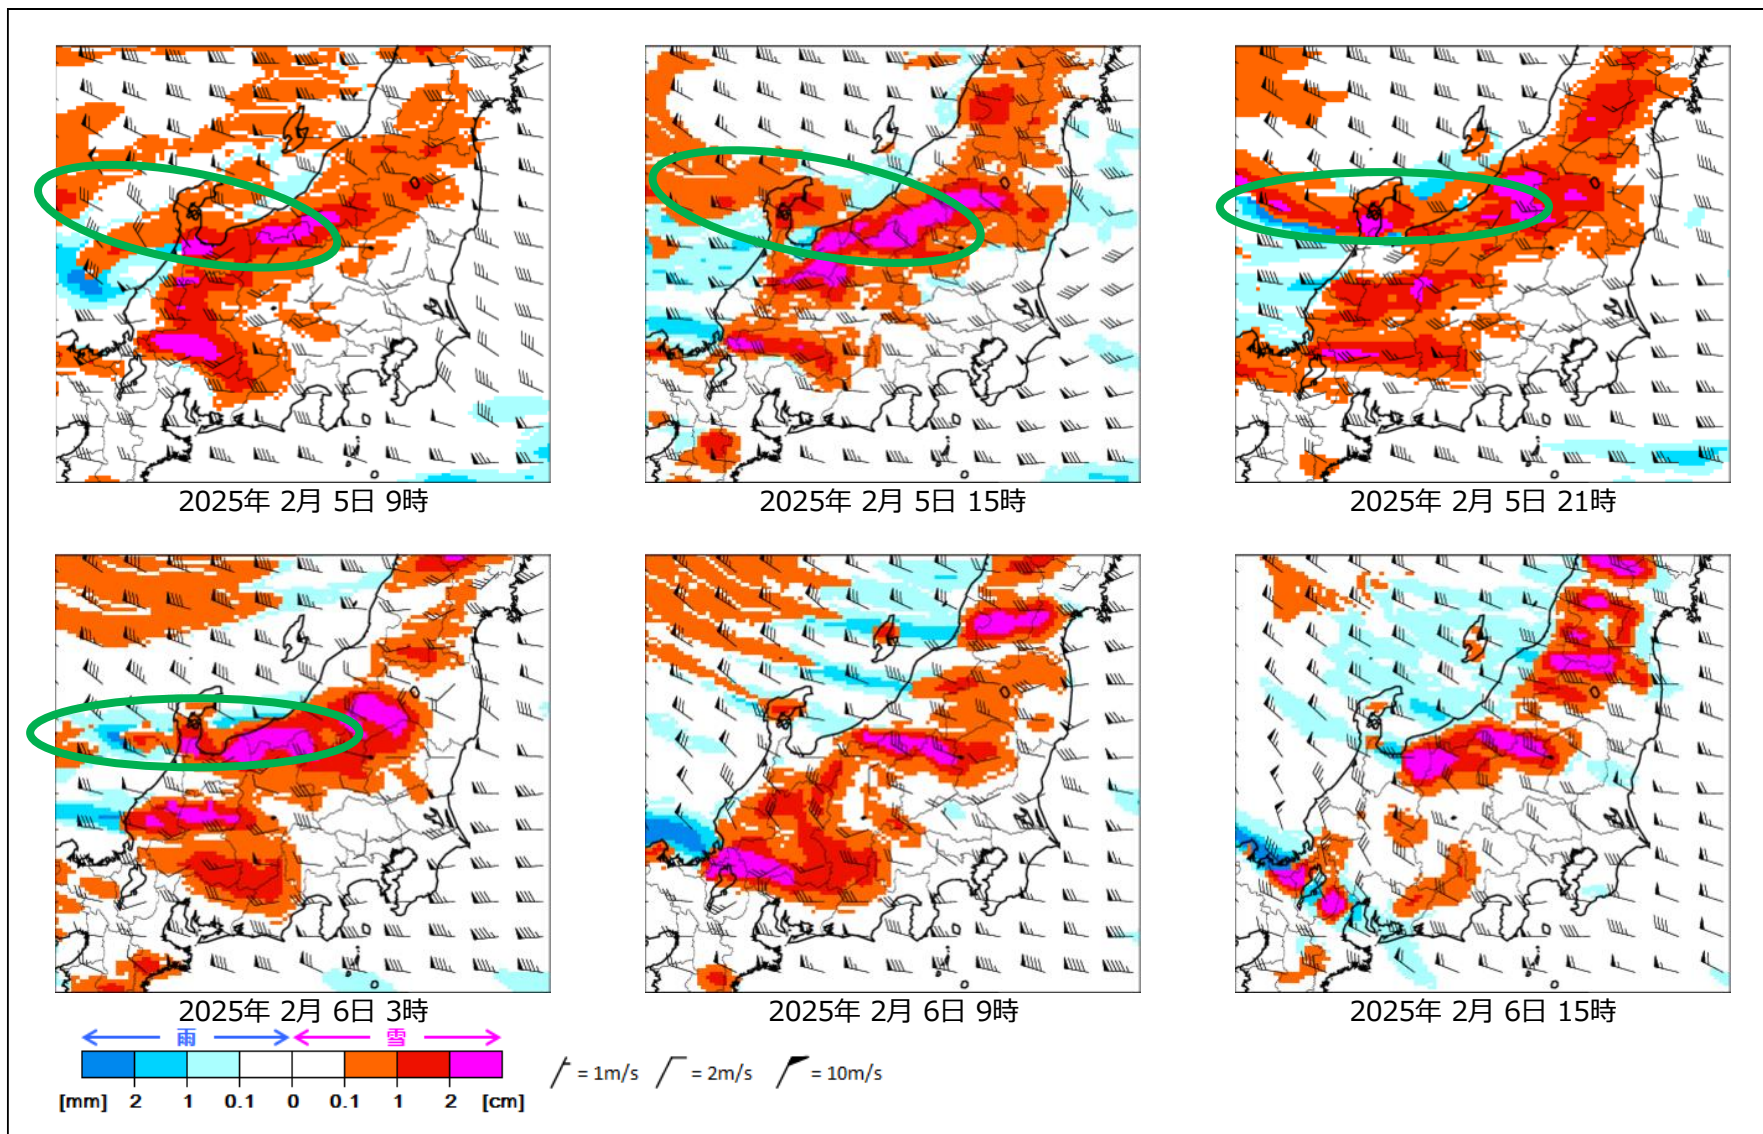 2025年 2月 5日 9時
2025年 2月 5日 15時
2025年 2月 5日 21時
2025年 2月 6日 3時
2025年 2月 6日 9時
2025年 2月 6日 15時
雨 雪
[mm] 2 1 0.1 0 0.1 1 2 [cm]
= 1m/s = 2m/s = 10m/s